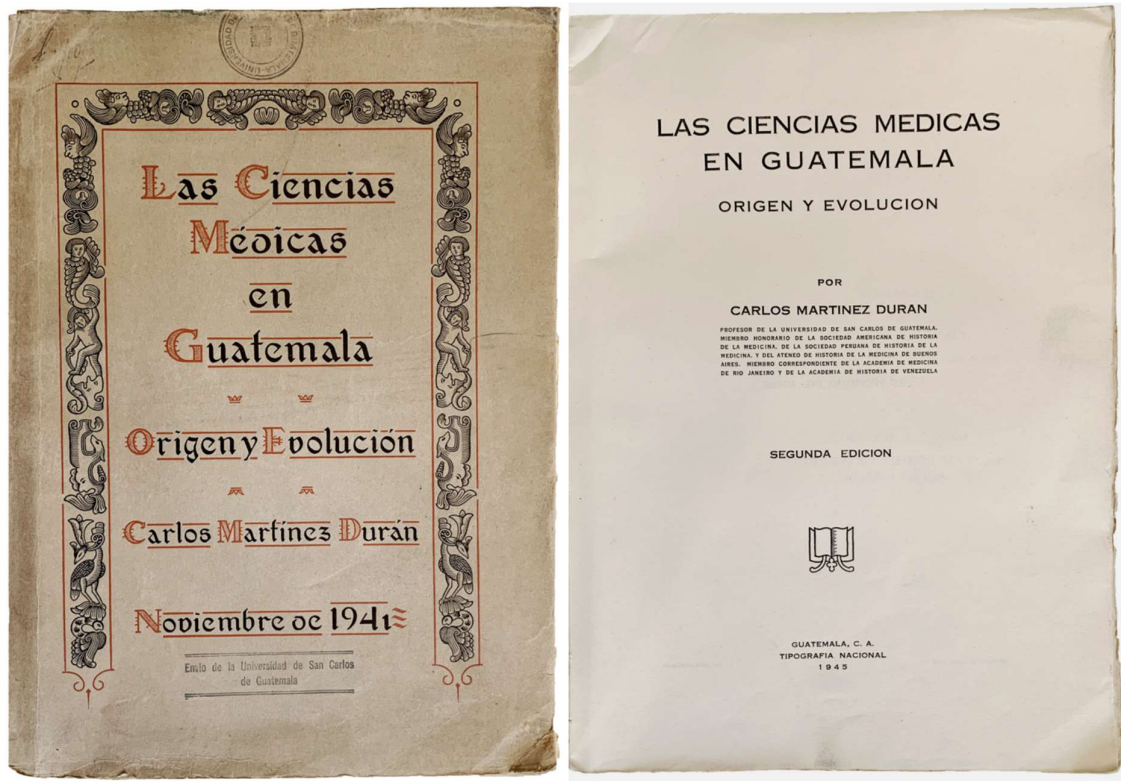 UNIVERSIDAD DE
GUATEMALA
Las Ciencias
Médicas
en
Guatemala
Origen y Evolución
Carlos Martínez Durán
Noviembre de 1941
Envío de la Universidad de San Carlos
de Guatemala
LAS CIENCIAS MEDICAS
EN GUATEMALA
ORIGEN Y EVOLUCION
POR
CARLOS MARTINEZ DURAN
PROFESOR DE LA UNIVERSIDAD DE SAN CARLOS DE GUATEMALA.
MIEMBRO HONORARIO DE LA SOCIEDAD AMERICANA DE HISTORIA
DE LA MEDICINA, DE LA SOCIEDAD PERUANA DE HISTORIA DE LA
MEDICINA, Y DEL ATENEO DE HISTORIA DE LA MEDICINA DE BUENOS
AIRES. MIEMBRO CORRESPONDIENTE DE LA ACADEMIA DE MEDICINA
DE RIO JANEIRO Y DE LA ACADEMIA DE HISTORIA DE VENEZUELA
SEGUNDA EDICION
GUATEMALA, C. A.
TIPOGRAFIA NACIONAL
1945